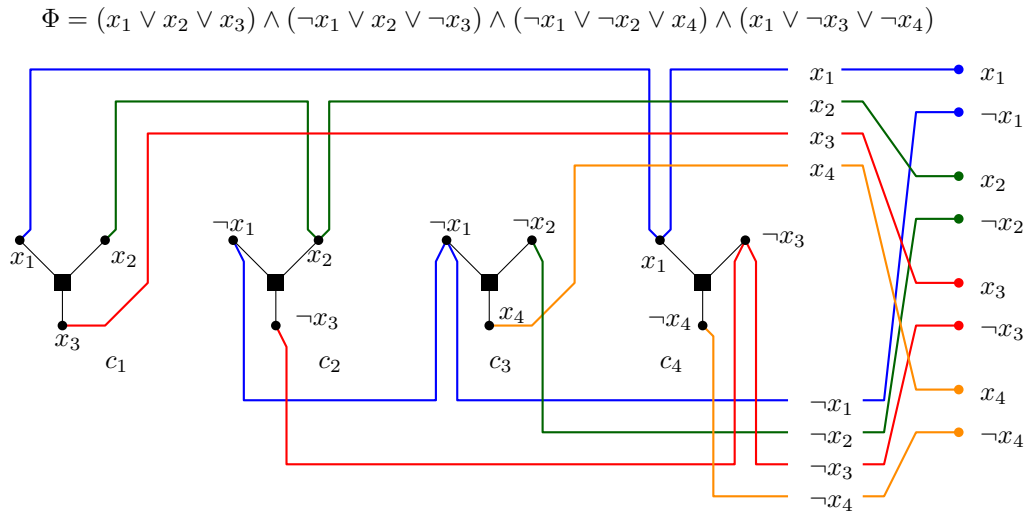 Φ = (x₁ ∨ x₂ ∨ x₃) ∧ (¬x₁ ∨ x₂ ∨ ¬x₃) ∧ (¬x₁ ∨ ¬x₂ ∨ x₄) ∧ (x₁ ∨ ¬x₃ ∨ ¬x₄)
x₁ x₁
x₂ ¬x₁
x₃
x₄ x₂
¬x₁ ¬x₁ ¬x₂ ¬x₂
x₁ x₂ x₂ x₁ ¬x₃
x₃
¬x₃ x₄ ¬x₄ ¬x₃
x₃
c₁ c₂ c₃ c₄
x₄
¬x₁
¬x₂ ¬x₄
¬x₃
¬x₄